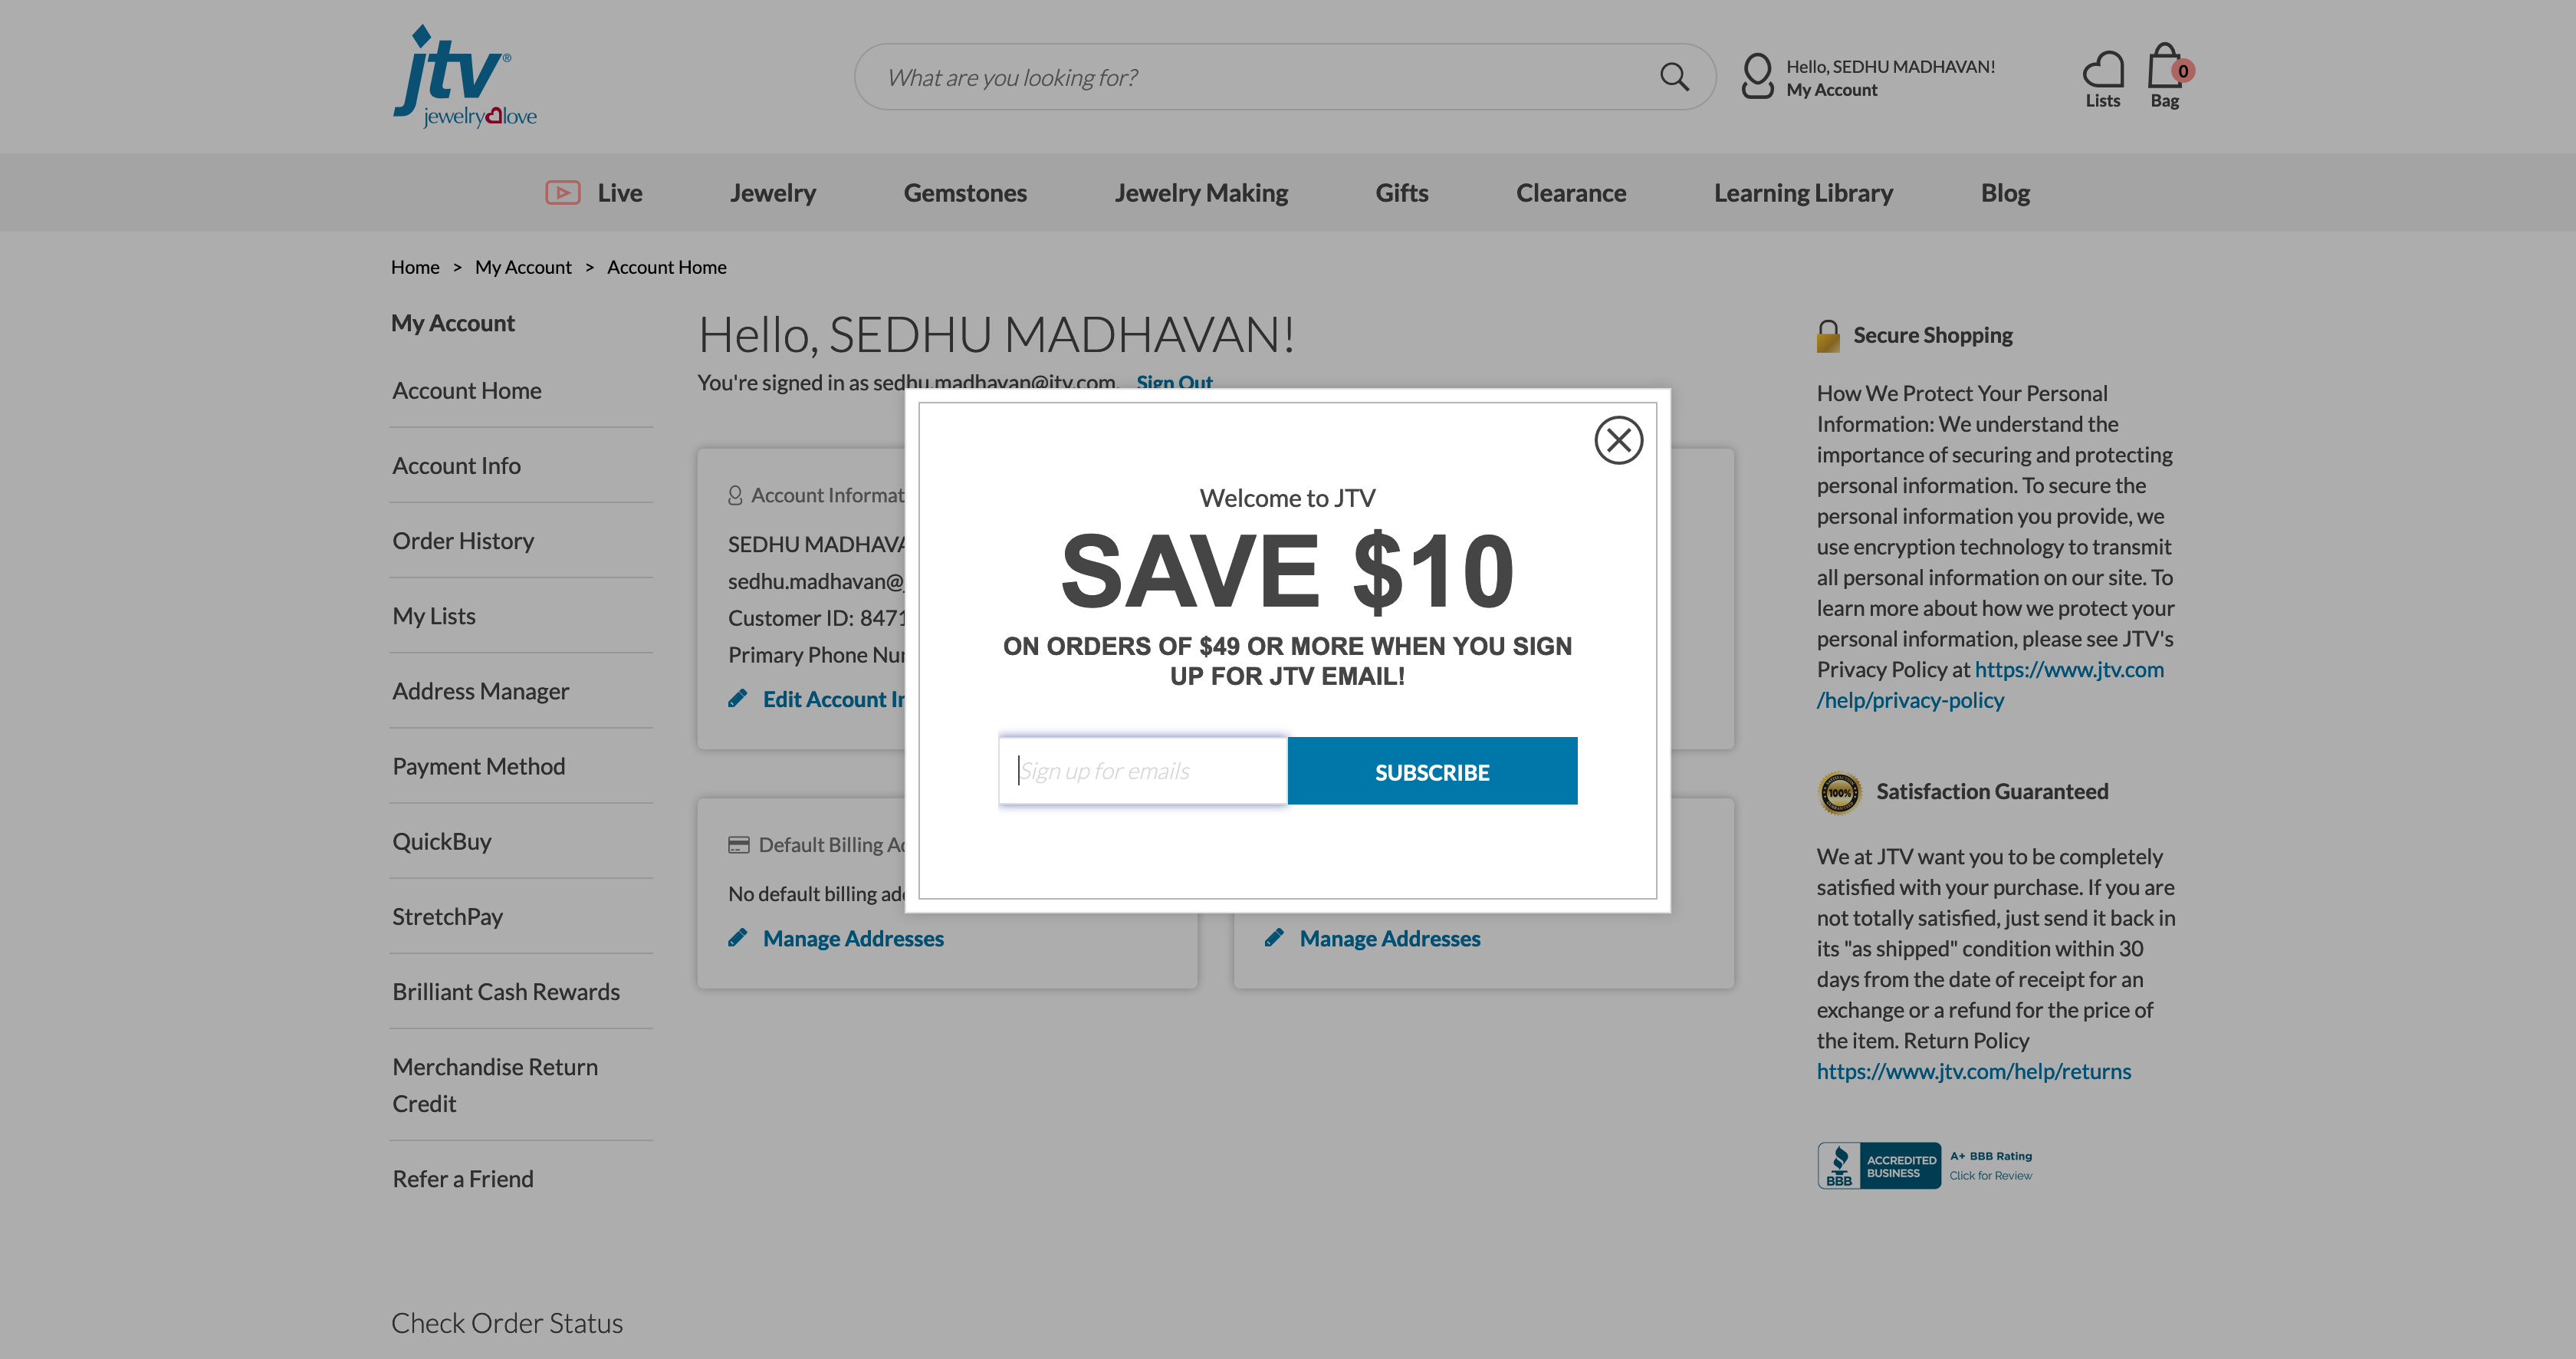 jtv®
jewelry love
What are you looking for?
Hello, SEDHU MADHAVAN!
My Account
Lists
0
Bag
Live
Jewelry
Gemstones
Jewelry Making
Gifts
Clearance
Learning Library
Blog
Home > My Account > Account Home
My Account
Account Home
Account Info
Order History
My Lists
Address Manager
Payment Method
QuickBuy
StretchPay
Brilliant Cash Rewards
Merchandise Return
Credit
Refer a Friend
Check Order Status
Hello, SEDHU MADHAVAN!
You're signed in as sedhu.madhavan@jtv.com. Sign Out
Account Informat
SEDHU MADHAVA
sedhu.madhavan@
Customer ID: 8471
Primary Phone Nu
Edit Account
Default Billing
No default billing
Manage Addresses
Manage Addresses
Welcome to JTV
SAVE $10
ON ORDERS OF $49 OR MORE WHEN YOU SIGN
UP FOR JTV EMAIL!
Sign up for emails
SUBSCRIBE
Secure Shopping
How We Protect Your Personal
Information: We understand the
importance of securing and protecting
personal information. To secure the
personal information you provide, we
use encryption technology to transmit
all personal information on our site. To
learn more about how we protect your
personal information, please see JTV's
Privacy Policy at https://www.jtv.com
/help/privacy-policy
100%
Satisfaction Guaranteed
We at JTV want you to be completely
satisfied with your purchase. If you are
not totally satisfied, just send it back in
its "as shipped" condition within 30
days from the date of receipt for an
exchange or a refund for the price of
the item. Return Policy
https://www.jtv.com/help/returns
BBB
ACCREDITED
BUSINESS
A+ BBB Rating
Click for Review